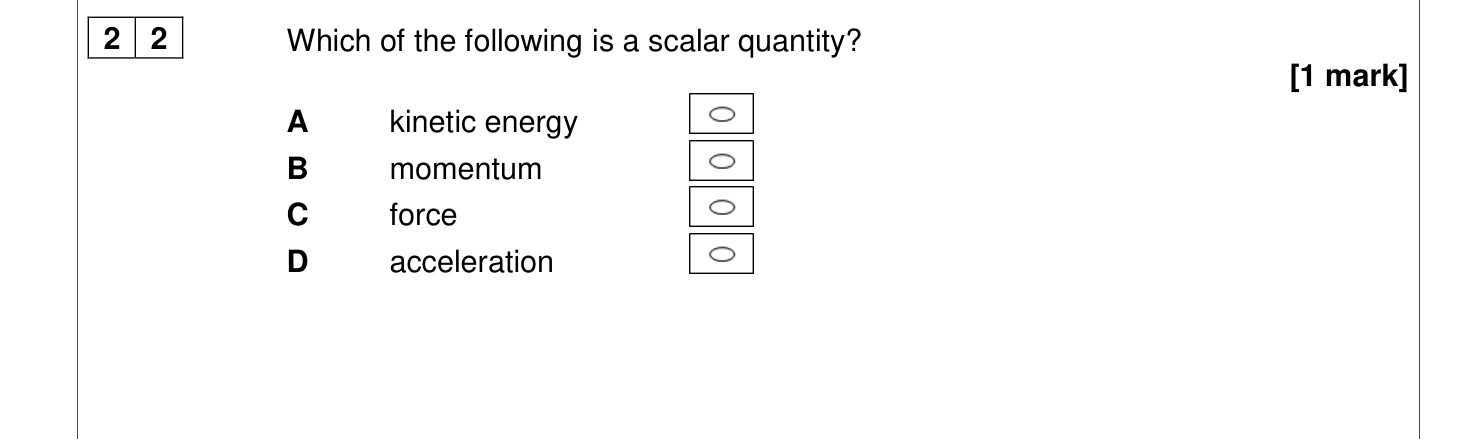 2 2 Which of the following is a scalar quantity?
[1 mark]
A kinetic energy
B momentum
C force
D acceleration